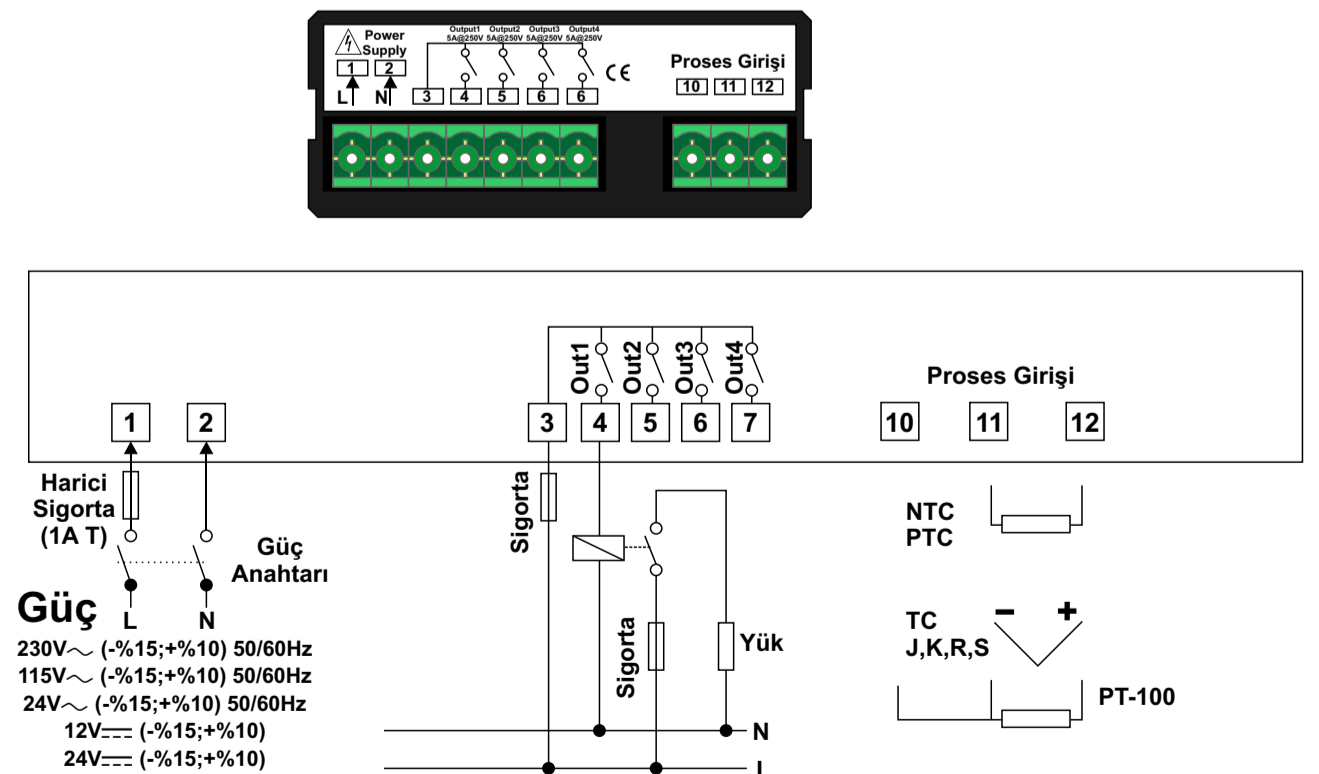 Power
Supply
Output1 Output2 Output3 Output4
5A@250V 5A@250V 5A@250V 5A@250V
CE
Proses Girişi
1 2
10 11 12
L N
3 4 5 6 6
Out1 Out2 Out3 Out4
Proses Girişi
1 2
3 4 5 6 7
10 11 12
Harici
Sigorta
(1A T)
Güç
Anahtarı
Sigorta
NTC
PTC
Güç
L N
230V~ (-%15;+%10) 50/60Hz
115V~ (-%15;+%10) 50/60Hz
24V~ (-%15;+%10) 50/60Hz
12V⎓ (-%15;+%10)
24V⎓ (-%15;+%10)
Sigorta
Yük
TC
J,K,R,S
- +
PT-100
N
L